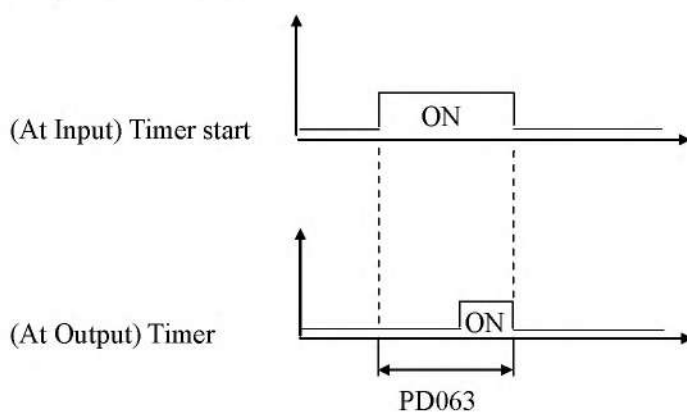 (At Input) Timer start
ON
(At Output) Timer
ON
PD063